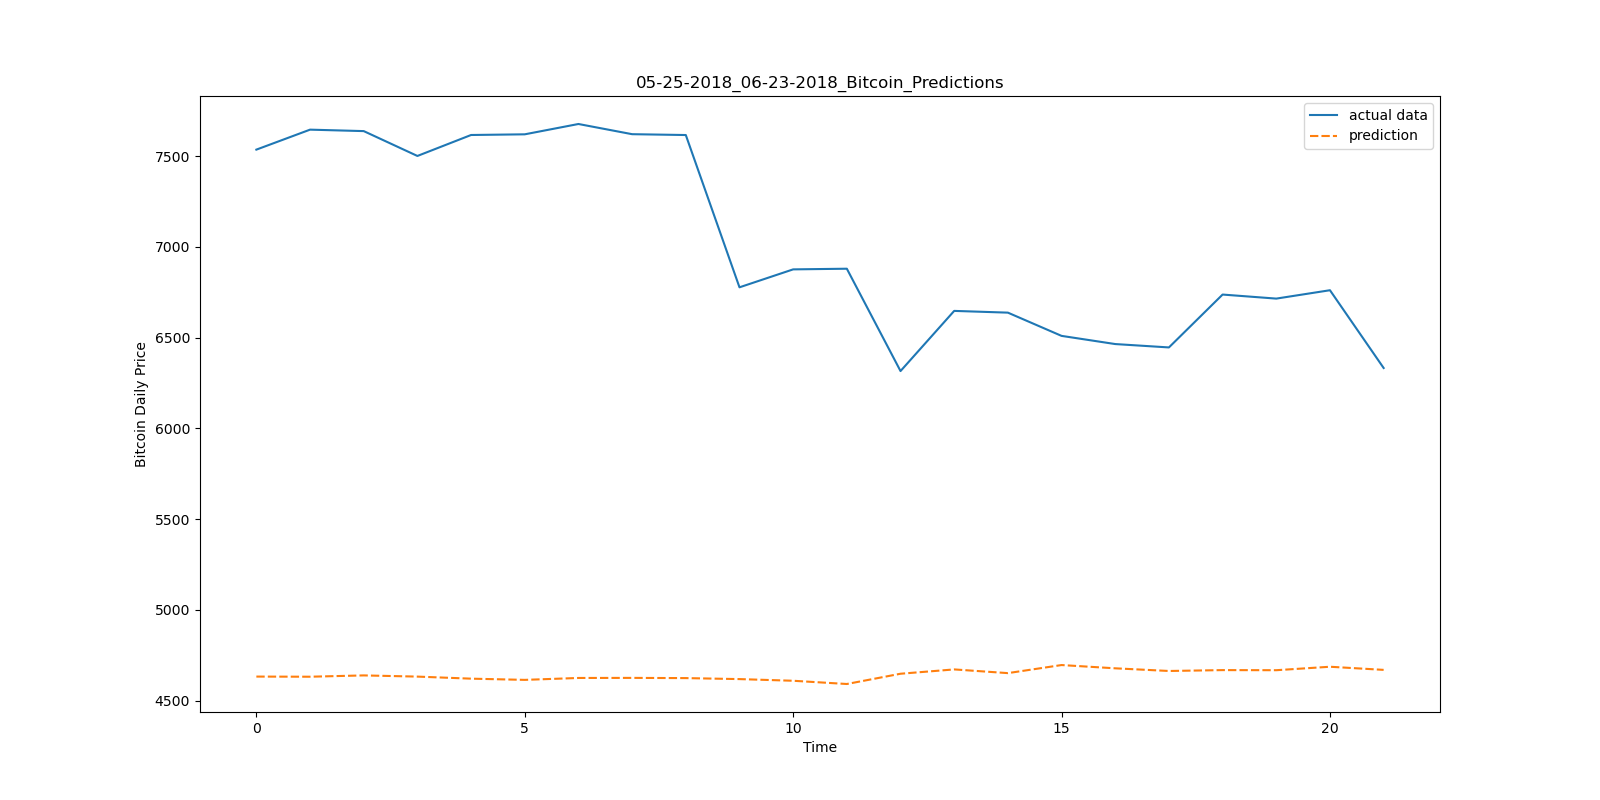 05-25-2018_06-23-2018_Bitcoin_Predictions
actual data
prediction
Bitcoin Daily Price
7500
7000
6500
6000
5500
5000
4500
0
5
10
15
20
Time